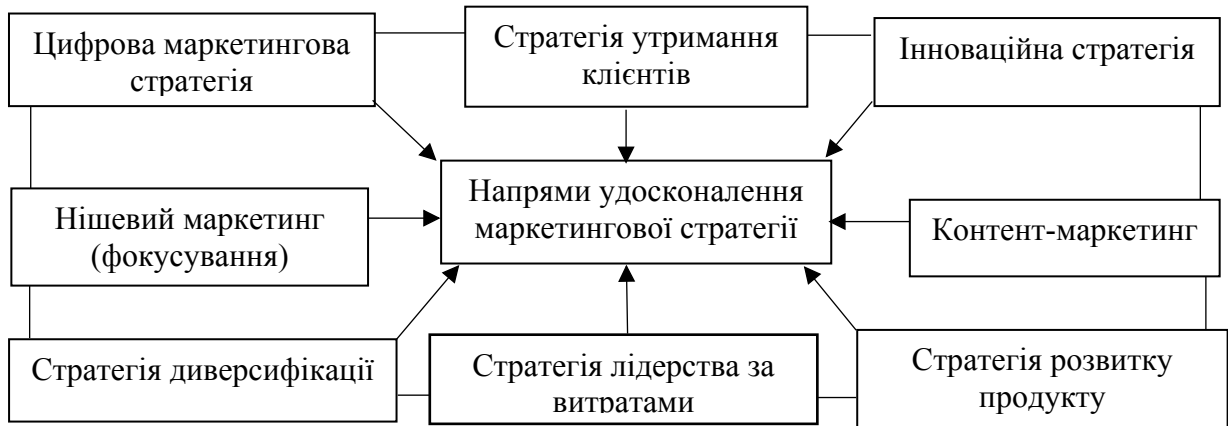 Цифрова маркетингова
стратегія
Стратегія утримання
клієнтів
Інноваційна стратегія
Нішевий маркетинг
(фокусування)
Напрями удосконалення
маркетингової стратегії
Контент-маркетинг
Стратегія диверсифікації
Стратегія лідерства за
витратами
Стратегія розвитку
продукту